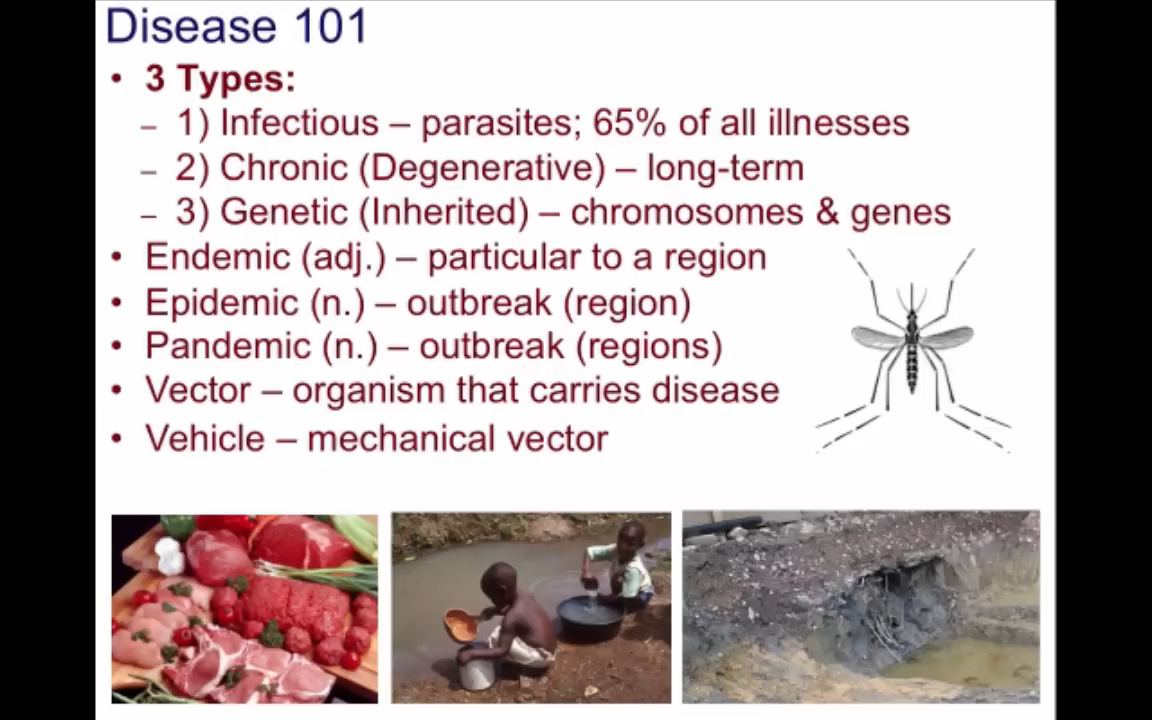 Disease 101
• 3 Types:
– 1) Infectious – parasites; 65% of all illnesses
– 2) Chronic (Degenerative) – long-term
– 3) Genetic (Inherited) – chromosomes & genes
• Endemic (adj.) – particular to a region
• Epidemic (n.) – outbreak (region)
• Pandemic (n.) – outbreak (regions)
• Vector – organism that carries disease
• Vehicle – mechanical vector